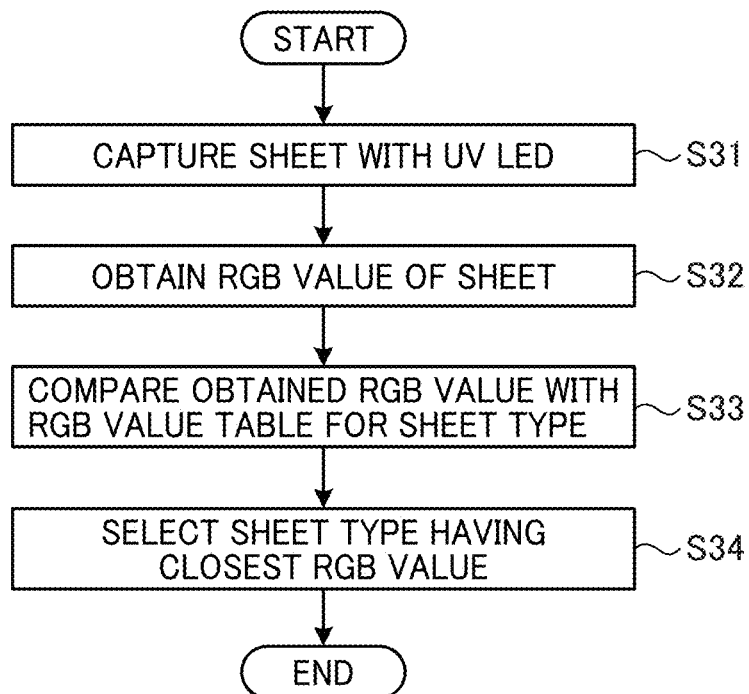 START
CAPTURE SHEET WITH UV LED
S31
OBTAIN RGB VALUE OF SHEET
S32
COMPARE OBTAINED RGB VALUE WITH
RGB VALUE TABLE FOR SHEET TYPE
S33
SELECT SHEET TYPE HAVING
CLOSEST RGB VALUE
S34
END